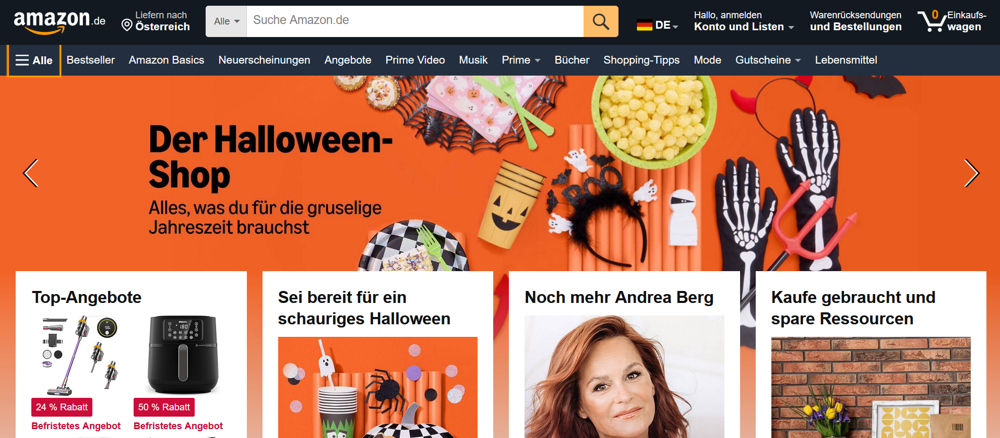 amazon.de
Liefern nach
Österreich
Alle
Suche Amazon.de
DE
Hallo, anmelden
Konto und Listen
Warenrücksendungen
und Bestellungen
0
Einkaufs-
wagen
Alle
Bestseller
Amazon Basics
Neuerscheinungen
Angebote
Prime Video
Musik
Prime
Bücher
Shopping-Tipps
Mode
Gutscheine
Lebensmittel
Der Halloween-
Shop
Alles, was du für die gruselige
Jahreszeit brauchst
BOO
Top-Angebote
180
24 % Rabatt
50 % Rabatt
Befristetes Angebot
Befristetes Angebot
Sei bereit für ein
schauriges Halloween
Noch mehr Andrea Berg
Kaufe gebraucht und
spare Ressourcen